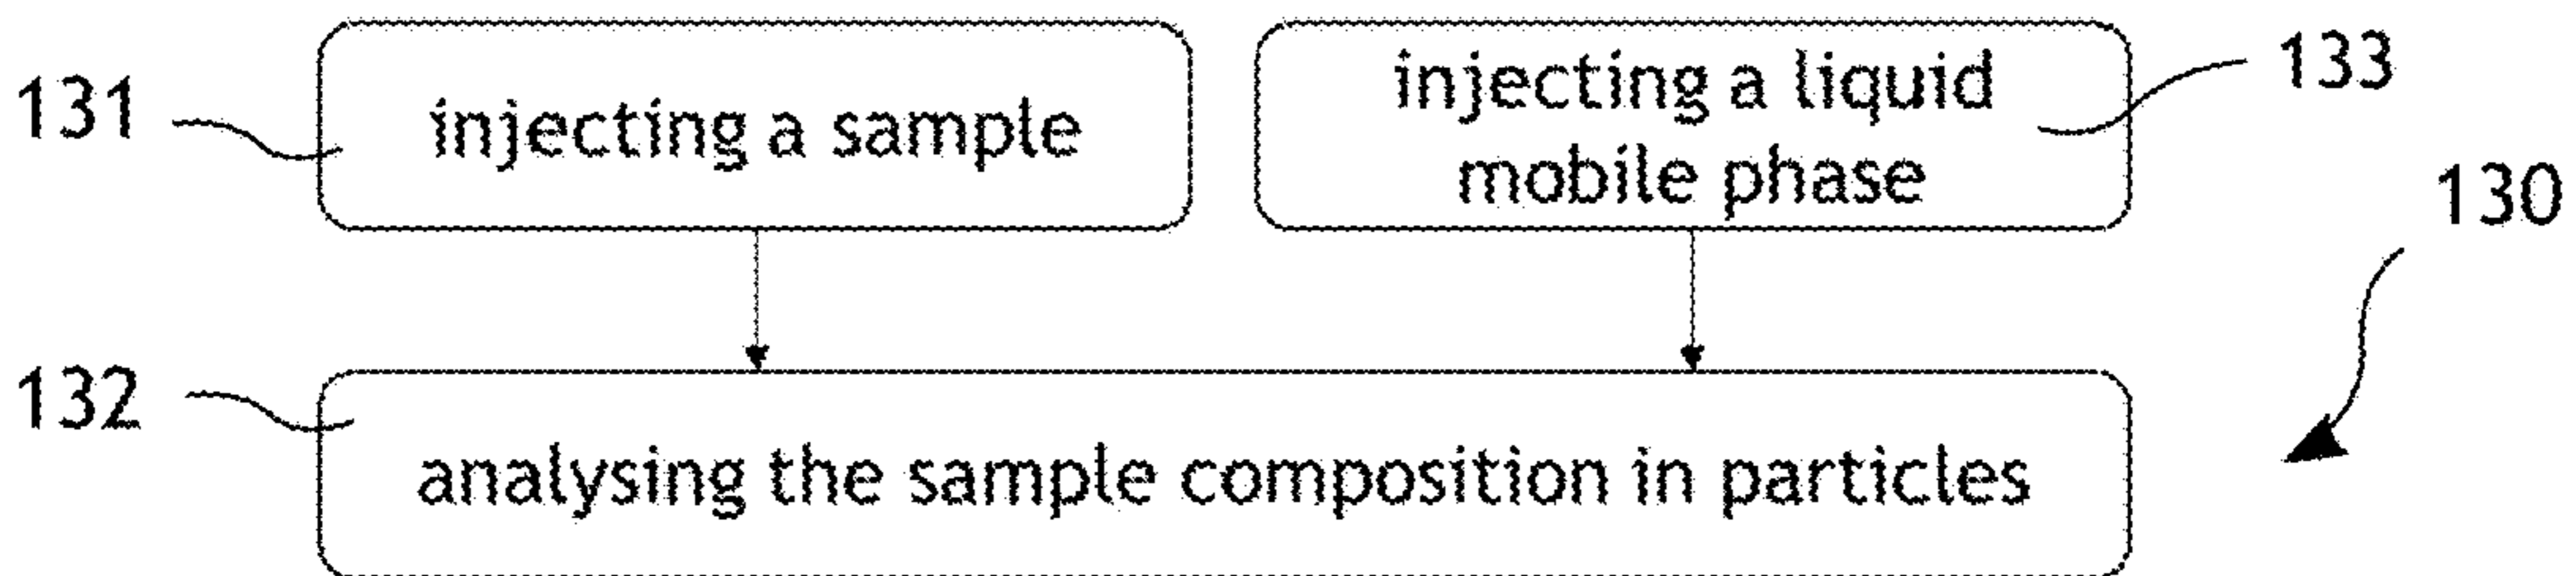 131
injecting a sample
injecting a liquid
mobile phase
133
130
132
analysing the sample composition in particles